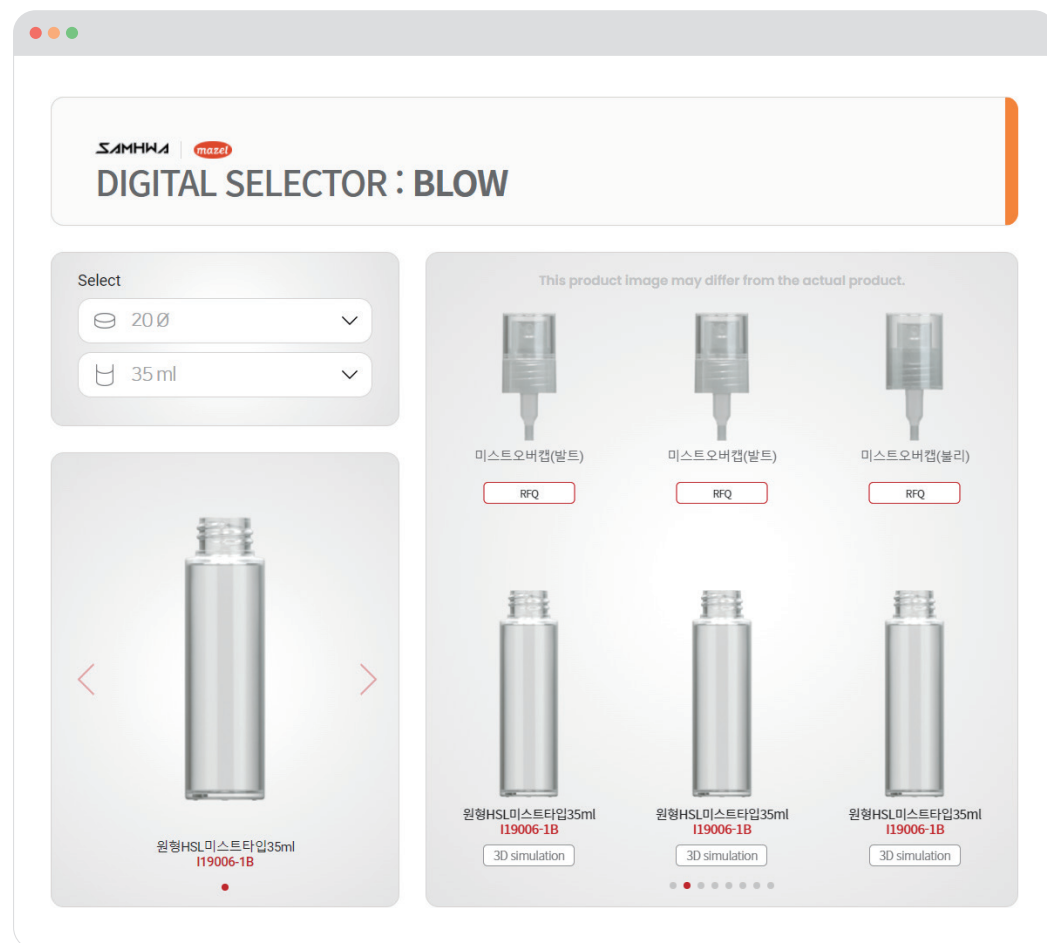 SAMHWA mazel
DIGITAL SELECTOR : BLOW
Select
20 Ø
35 ml
원형HSL미스트타입35ml
I19006-1B
This product image may differ from the actual product.
미스트오버캡(발트) 미스트오버캡(발트) 미스트오버캡(불리)
RFQ RFQ RFQ
원형HSL미스트타입35ml 원형HSL미스트타입35ml 원형HSL미스트타입35ml
I19006-1B I19006-1B I19006-1B
3D simulation 3D simulation 3D simulation